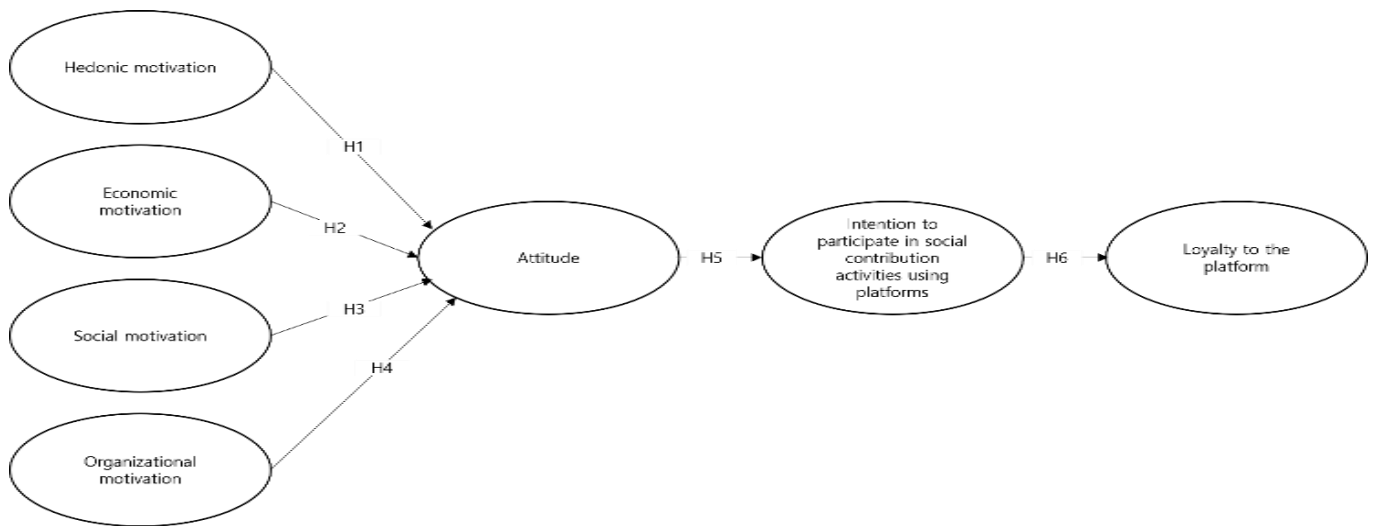 Hedonic motivation
H1
Economic
motivation
H2
Social motivation
H3
Organizational
motivation
H4
Attitude
H5
Intention to
participate in social
contribution
activities using
platforms
H6
Loyalty to the
platform